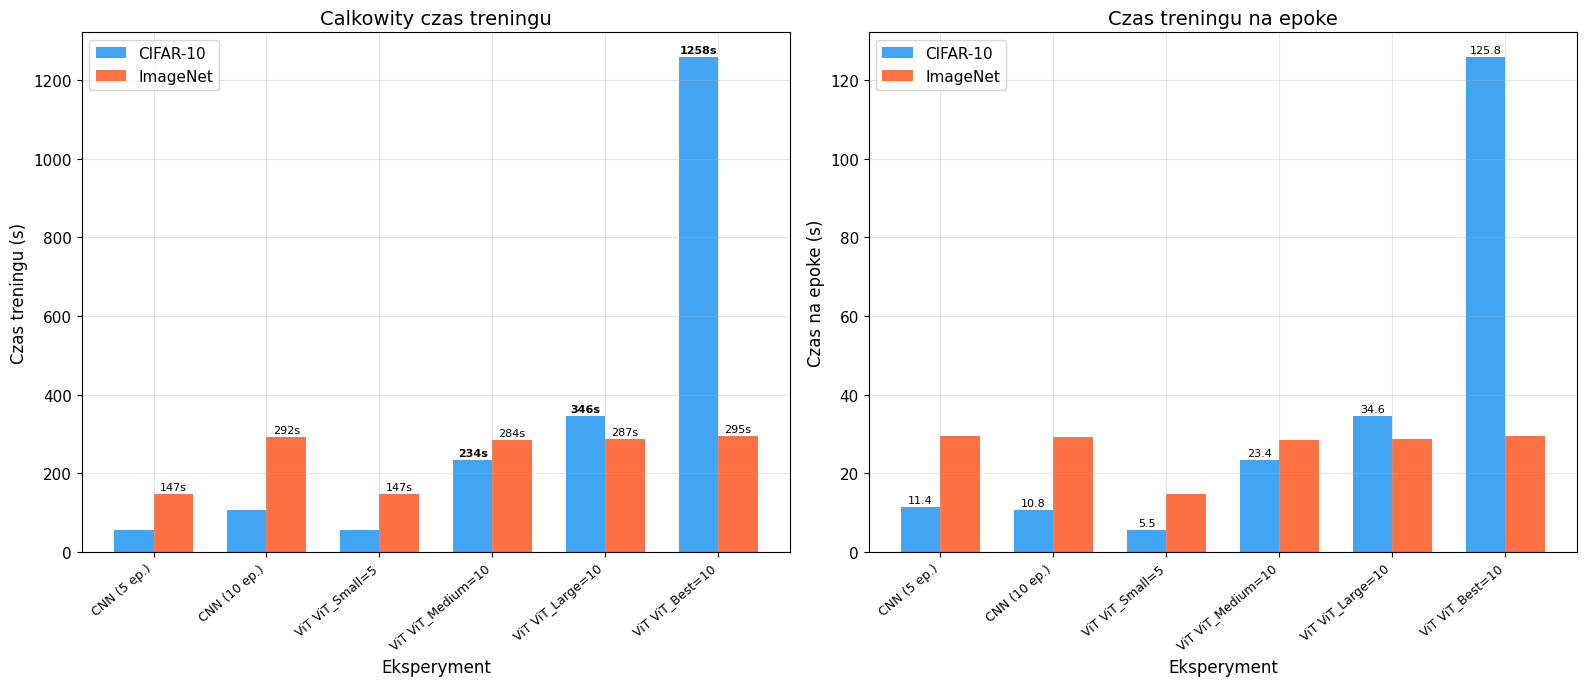 Calkowity czas treningu
CIFAR-10
ImageNet
Czas treningu (s)
1200
1000
800
600
400
200
0
147s
292s
147s
234s
284s
346s
287s
1258s
295s
CNN (5 ep.)
CNN (10 ep.)
ViT ViT_Small=5
ViT ViT_Medium=10
ViT ViT_Large=10
ViT ViT_Best=10
Eksperyment
Czas treningu na epoke
CIFAR-10
ImageNet
Czas na epoke (s)
120
100
80
60
40
20
0
11.4
10.8
5.5
23.4
34.6
125.8
CNN (5 ep.)
CNN (10 ep.)
ViT ViT_Small=5
ViT ViT_Medium=10
ViT ViT_Large=10
ViT ViT_Best=10
Eksperyment